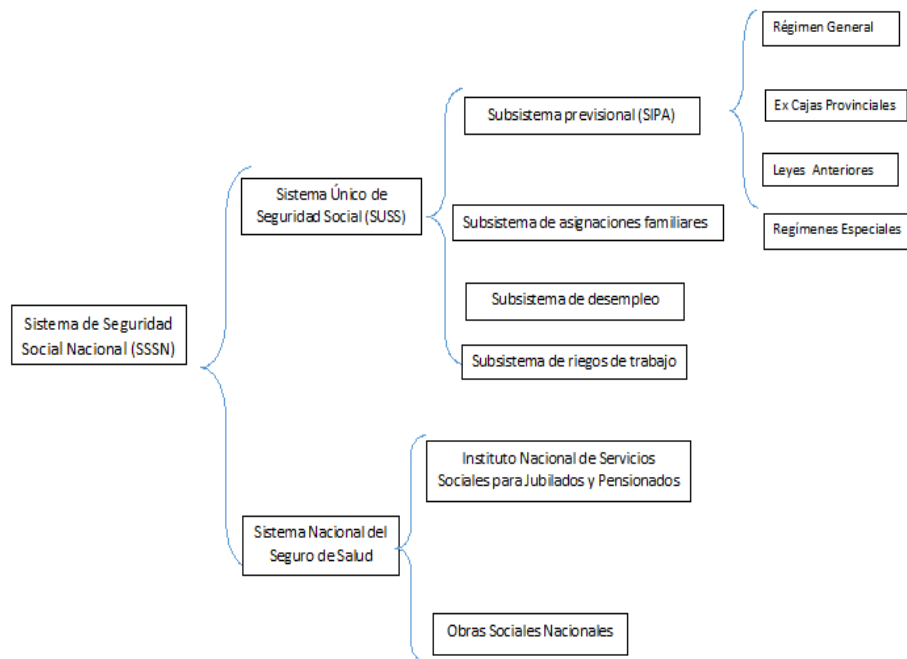 Régimen General
Ex Cajas Provinciales
Leyes Anteriores
Regímenes Especiales
Subsistema previsional (SIPA)
Subsistema de asignaciones familiares
Subsistema de desempleo
Subsistema de riegos de trabajo
Sistema Único de
Seguridad Social (SUSS)
Sistema de Seguridad
Social Nacional (SSSN)
Instituto Nacional de Servicios
Sociales para Jubilados y Pensionados
Sistema Nacional del
Seguro de Salud
Obras Sociales Nacionales